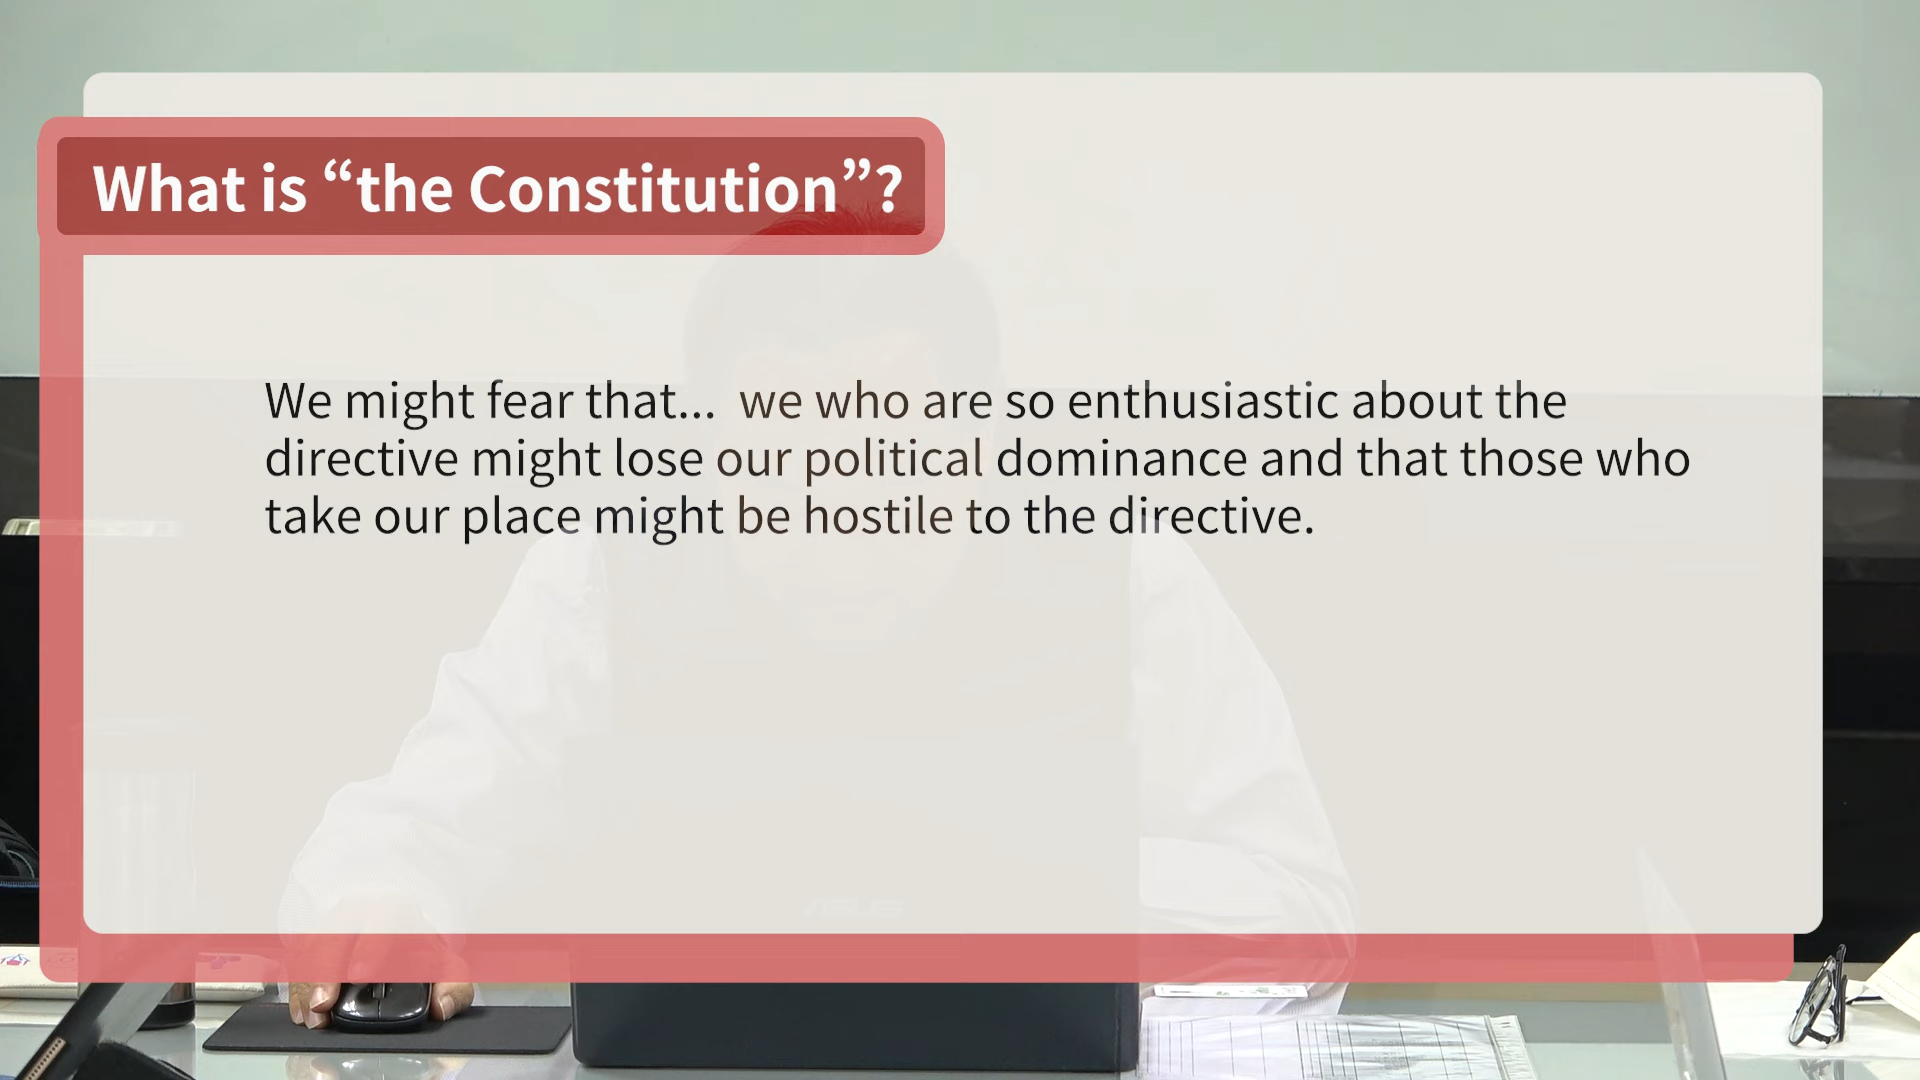 What is “the Constitution”?
We might fear that...  we who are so enthusiastic about the
directive might lose our political dominance and that those who
take our place might be hostile to the directive.
ASUS